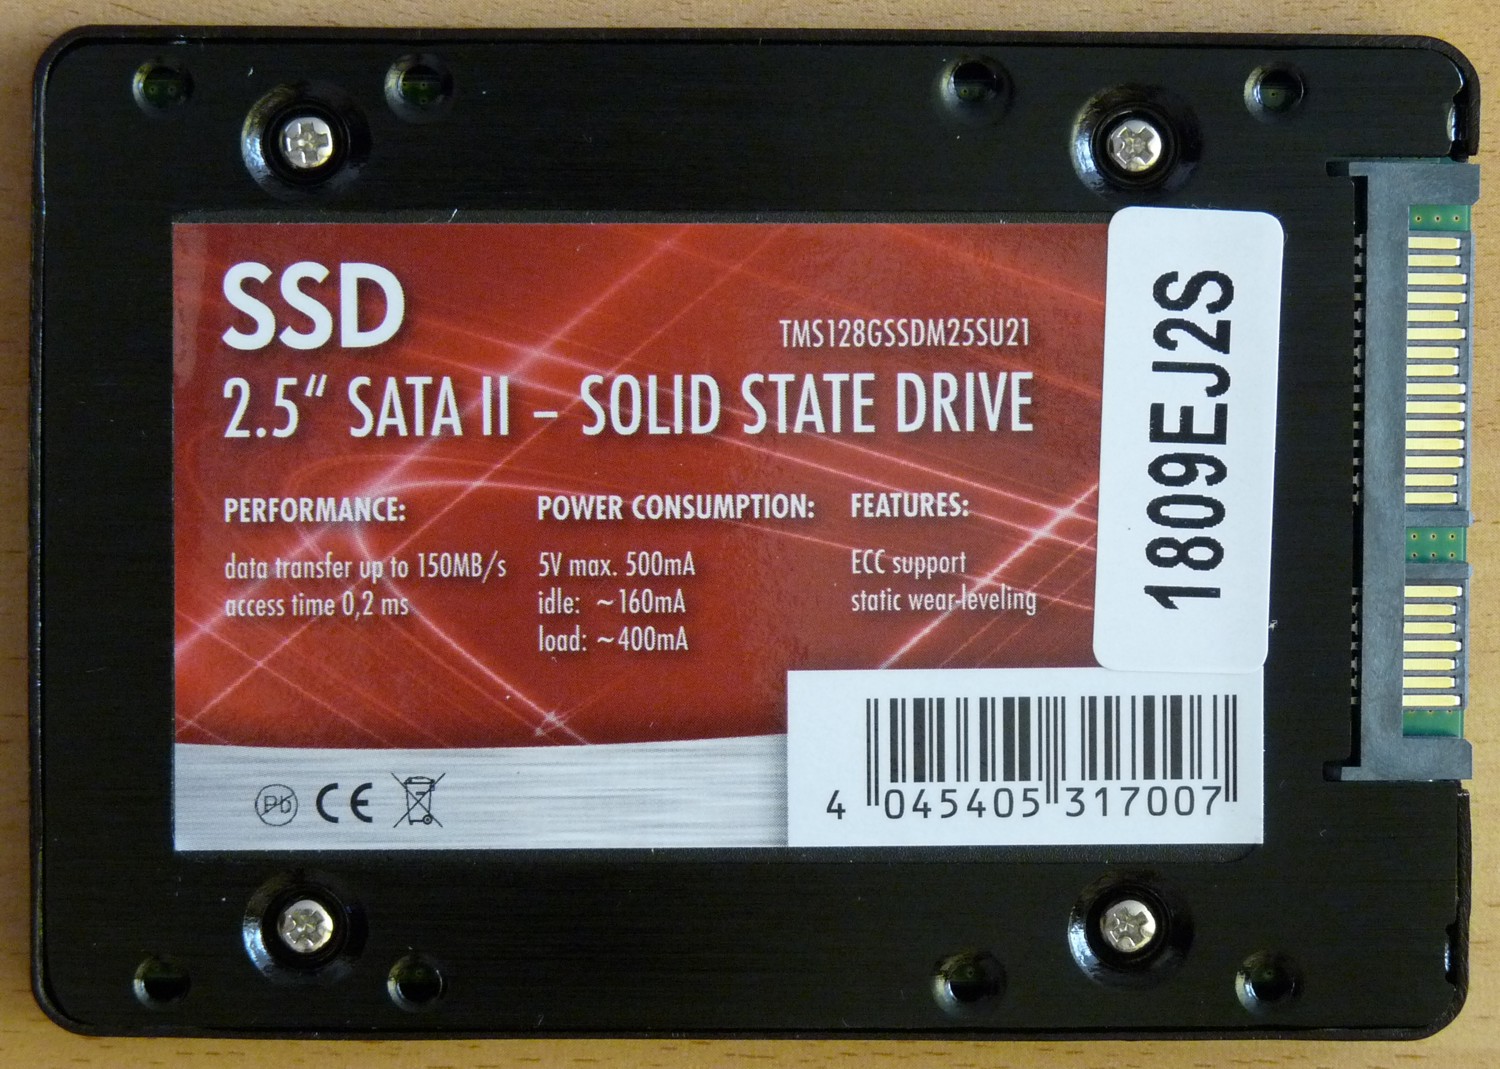 SSD
TMS128GSSDM25SU21
2.5“ SATA II – SOLID STATE DRIVE
PERFORMANCE:
data transfer up to 150MB/s
access time 0,2 ms
POWER CONSUMPTION:
5V max. 500mA
idle: ~160mA
load: ~400mA
FEATURES:
ECC support
static wear-leveling
1809EJ2S
Pb CE
4 045405 317007